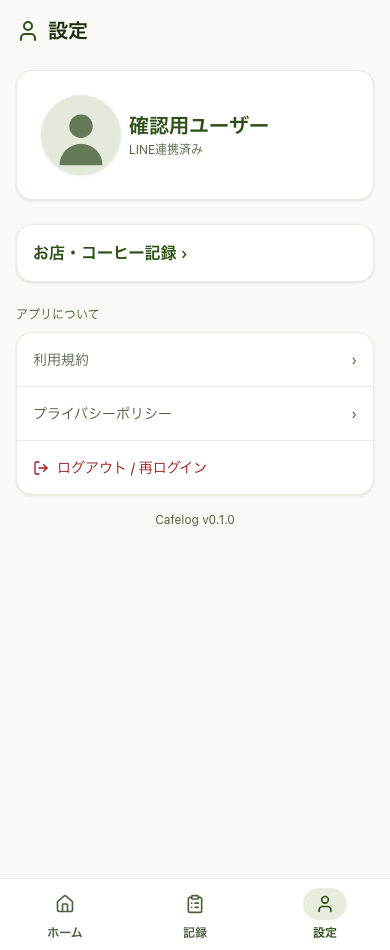 設定
確認用ユーザー
LINE連携済み
お店・コーヒー記録 ›
アプリについて
利用規約 ›
プライバシーポリシー ›
ログアウト / 再ログイン
Cafelog v0.1.0
ホーム 記録 設定